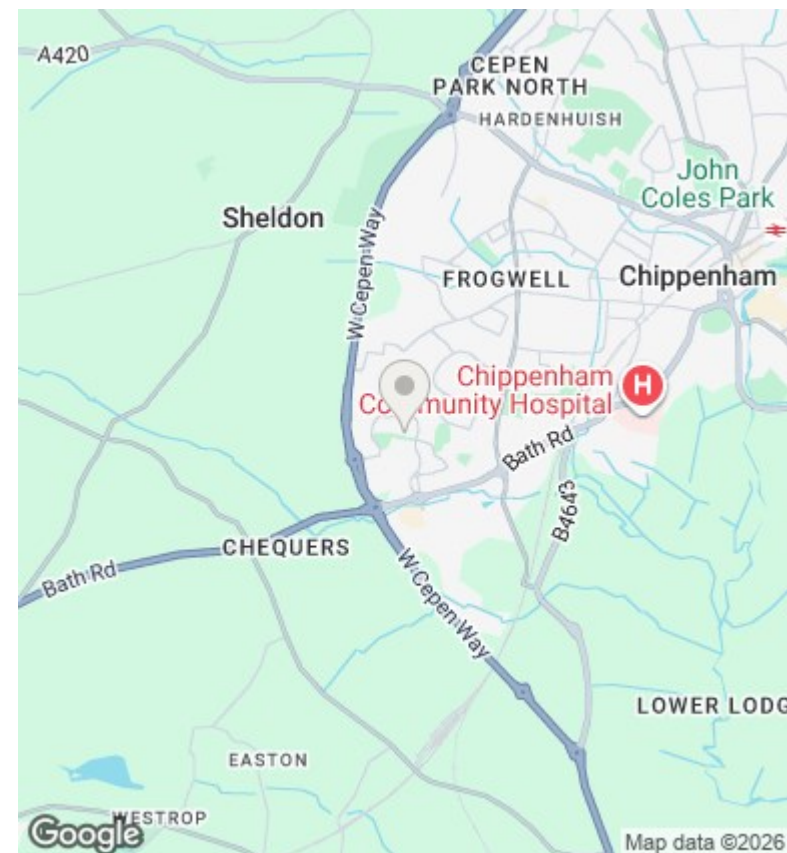 A420
CEPEN
PARK NORTH
HARDENHUISH
John
Coles Park
Sheldon
W Cepen Way
FROGWELL
Chippenham
Chippenham
Community Hospital
H
Bath Rd
B4643
CHEQUERS
Bath Rd
W Cepen Way
LOWER LODG
EASTON
WESTROP
Google
Map data ©2026